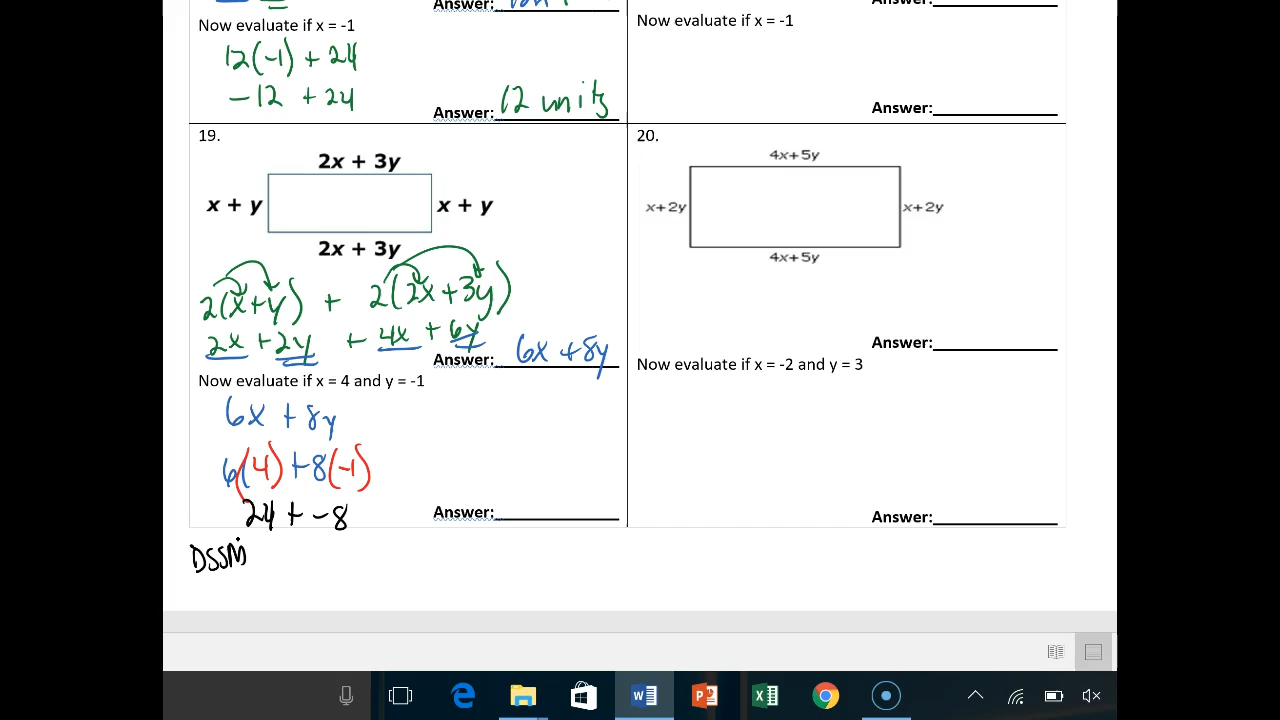 Answer:
Answer:
Now evaluate if x = -1
12(-1) + 24
-12 + 24
Answer: 12 units
Now evaluate if x = -1
Answer:
19.
2x + 3y
x + y
x + y
2x + 3y
2(x+y) + 2(2x+3y)
2x +2y + 4x + 6y
Answer: 6x +8y
Now evaluate if x = 4 and y = -1
6x + 8y
6(4) +8(-1)
24 + -8
Answer:
DSSM
20.
4x+5y
x+2y
x+2y
4x+5y
Answer:
Now evaluate if x = -2 and y = 3
Answer: